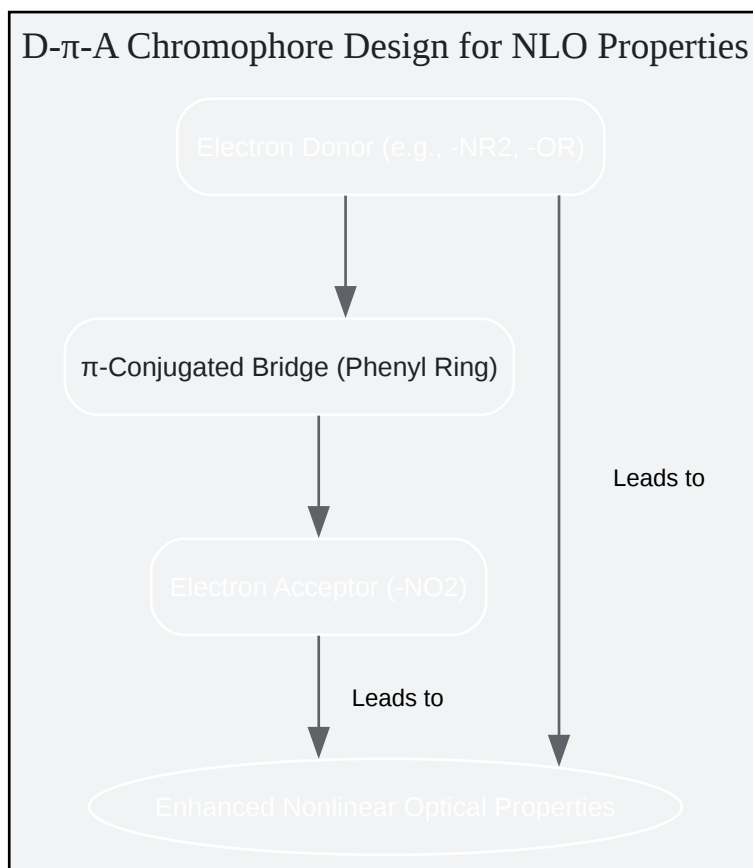 D-π-A Chromophore Design for NLO Properties
Electron Donor (e.g., -NR2, -OR)
π-Conjugated Bridge (Phenyl Ring)
Leads to
Electron Acceptor (-NO2)
Leads to
Enhanced Nonlinear Optical Properties